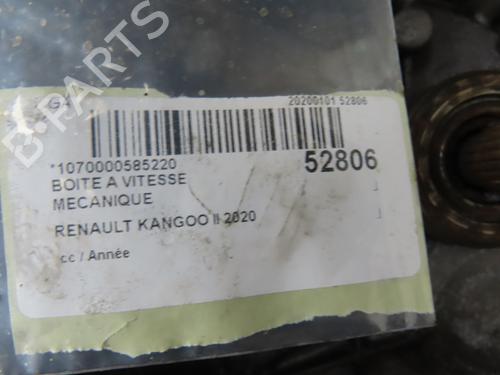 B-PARTS
20200101 52806
*1070000585220
52806
BOITE A VITESSE
MECANIQUE
RENAULT KANGOO II 2020
cc / Année